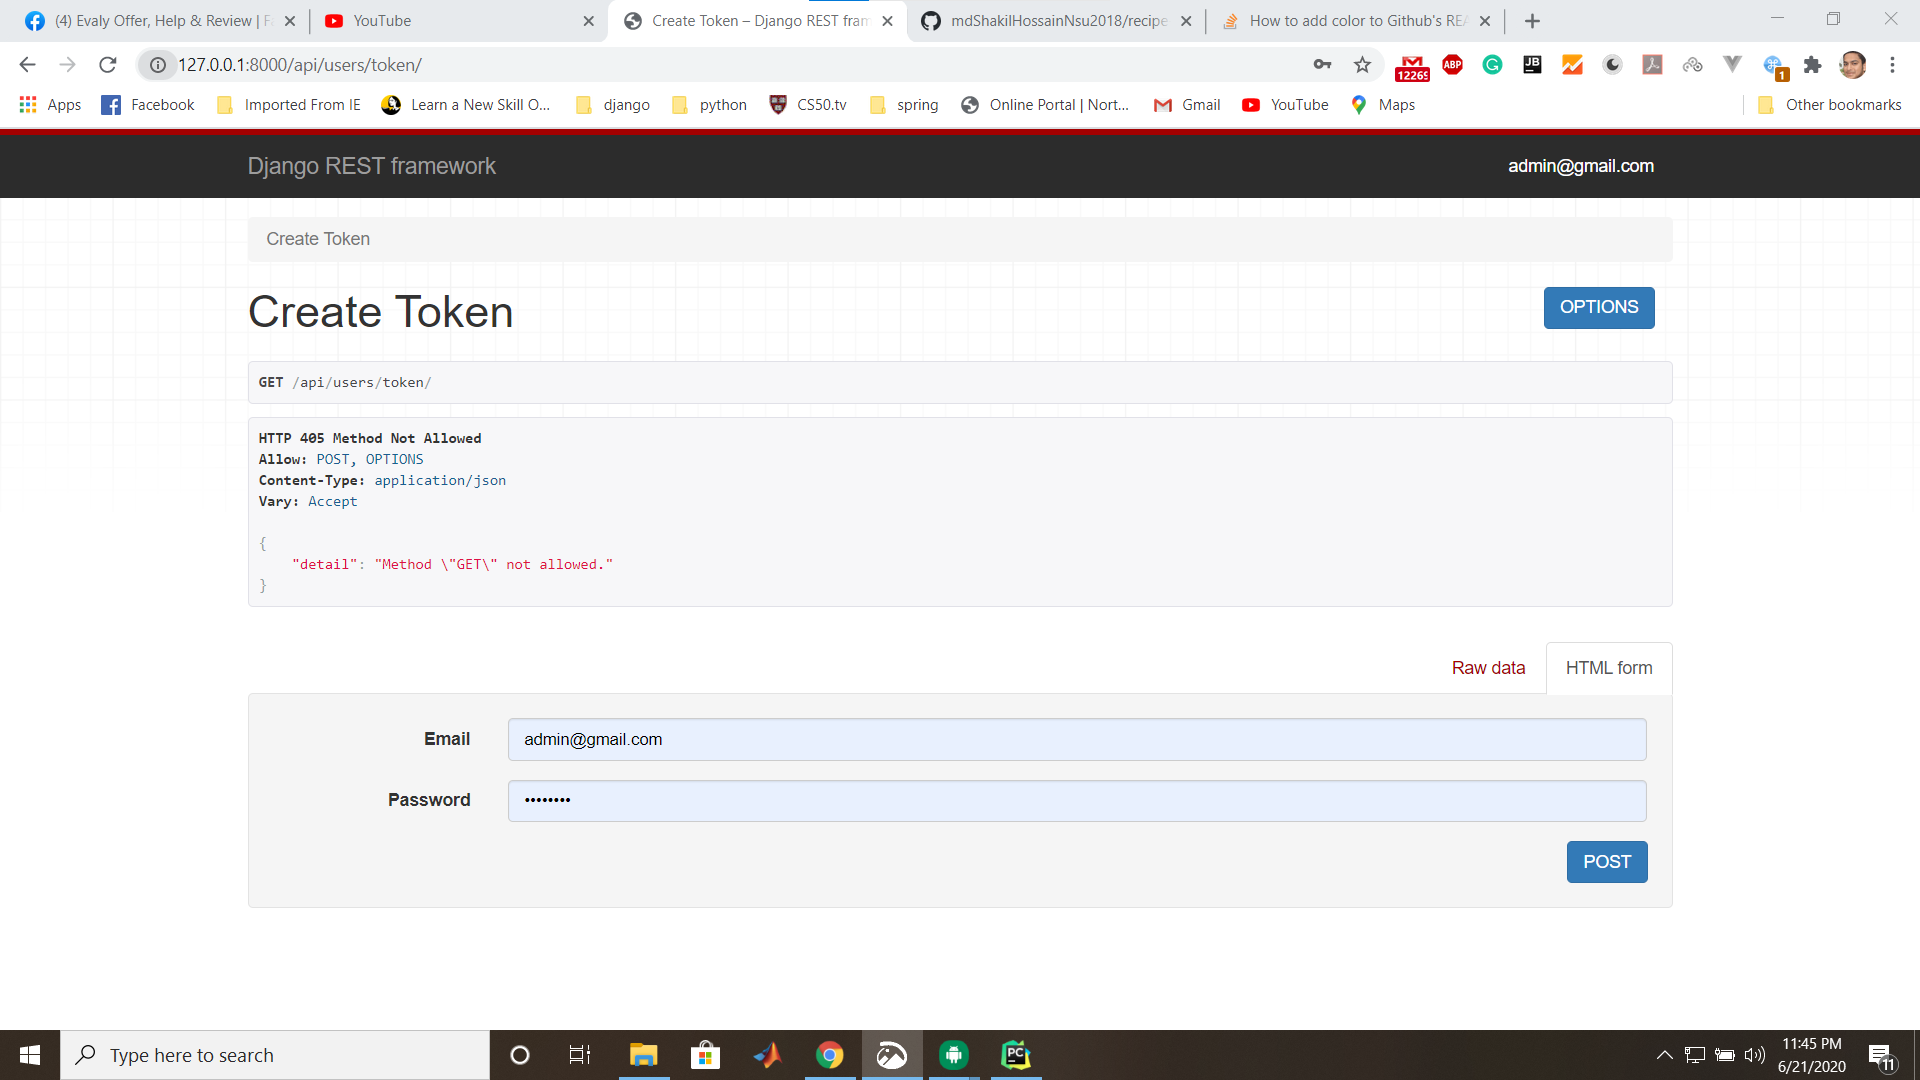 (4) Evaly Offer, Help & Review | F
YouTube
Create Token – Django REST fram
mdShakilHossainNsu2018/recipe
How to add color to Github's REA
127.0.0.1:8000/api/users/token/
12269
ABP
JB
1
Apps
Facebook
Imported From IE
Learn a New Skill O...
django
python
CS50.tv
spring
Online Portal | Nort...
Gmail
YouTube
Maps
Other bookmarks
Django REST framework
admin@gmail.com
Create Token
Create Token
OPTIONS
GET /api/users/token/
HTTP 405 Method Not Allowed
Allow: POST, OPTIONS
Content-Type: application/json
Vary: Accept
{
"detail": "Method \"GET\" not allowed."
}
Raw data
HTML form
Email
admin@gmail.com
Password
••••••••
POST
Type here to search
PC
11:45 PM
6/21/2020
11